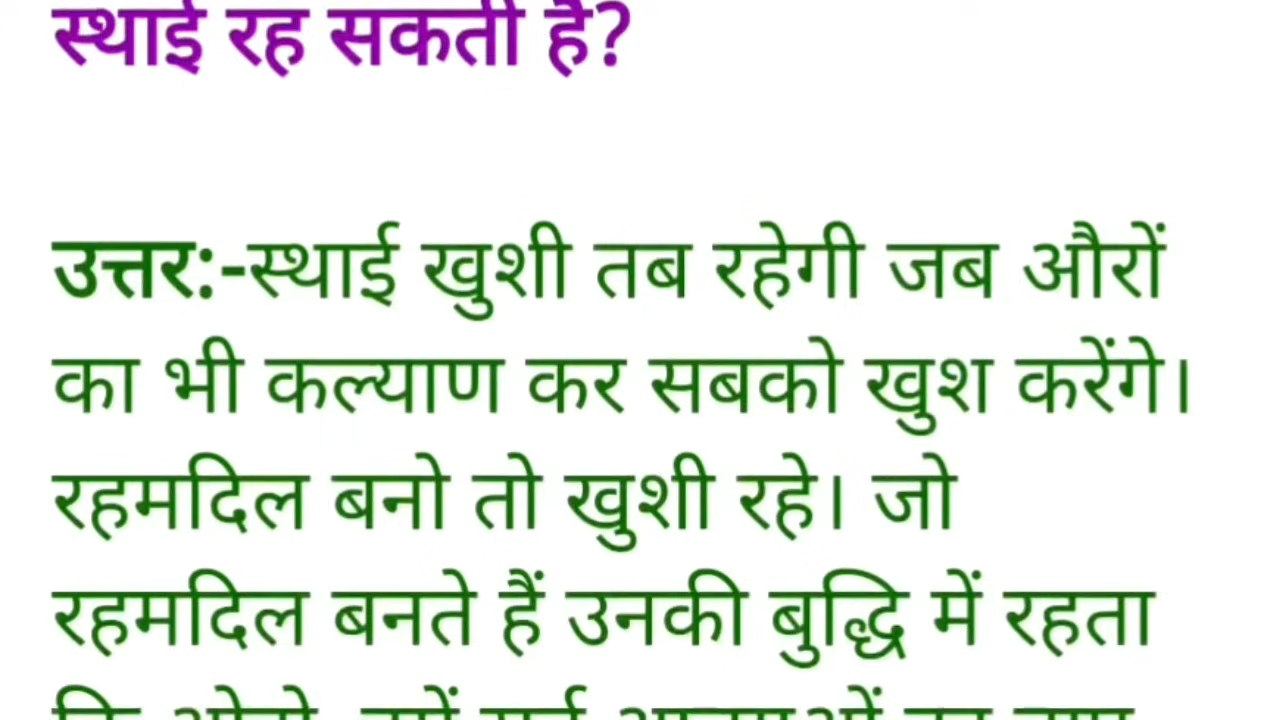 स्थाई रह सकती है?
उत्तर:-स्थाई खुशी तब रहेगी जब औरों
का भी कल्याण कर सबको खुश करेंगे।
रहमदिल बनो तो खुशी रहे। जो
रहमदिल बनते हैं उनकी बुद्धि में रहता